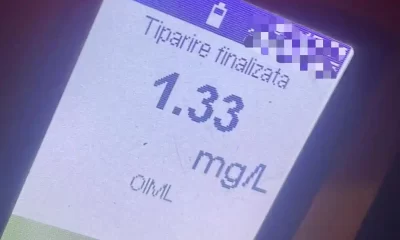 Tiparire finalizata
1.33
mg/L
OIML